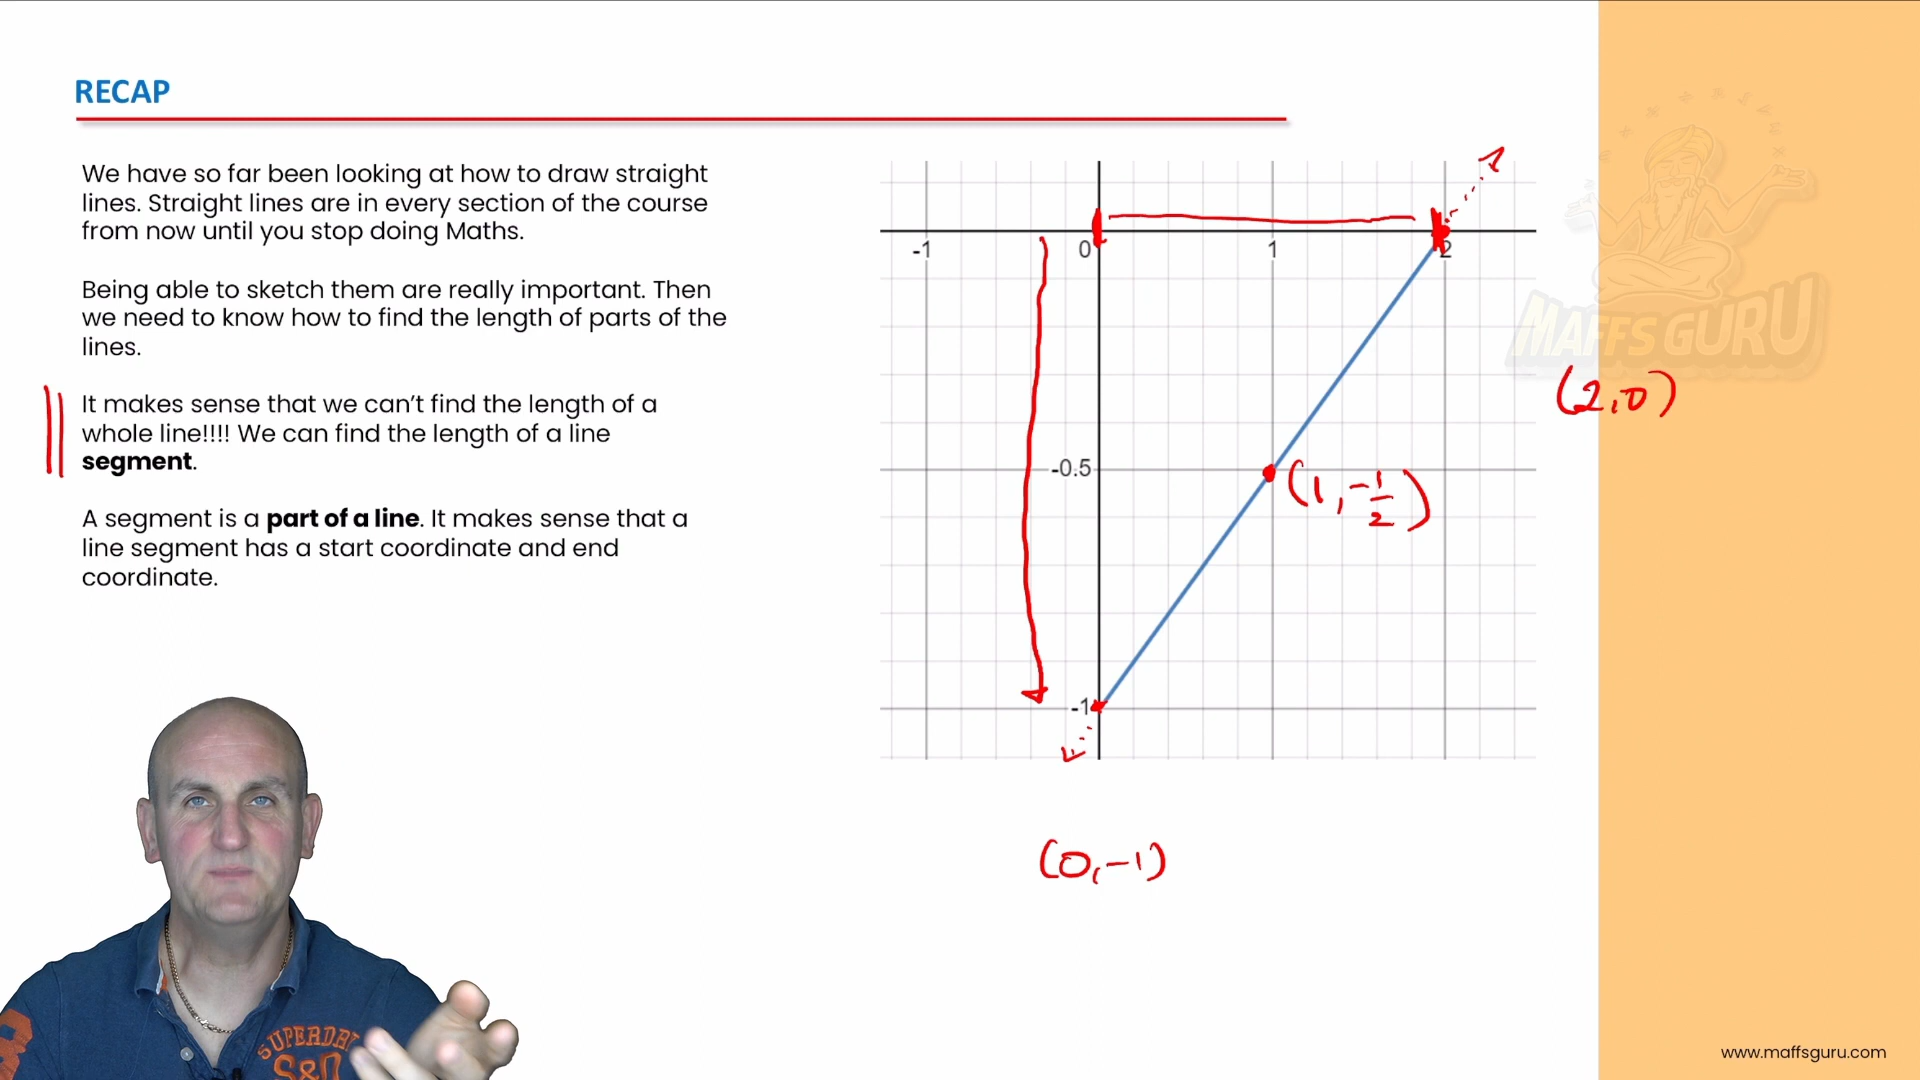 RECAP
We have so far been looking at how to draw straight
lines. Straight lines are in every section of the course
from now until you stop doing Maths.
Being able to sketch them are really important. Then
we need to know how to find the length of parts of the
lines.
It makes sense that we can’t find the length of a
whole line!!!! We can find the length of a line
segment.
A segment is a part of a line. It makes sense that a
line segment has a start coordinate and end
coordinate.
-1 0 1 2
-0.5
-1
(1, -1/2)
(2,0)
(0,-1)
MAFFS GURU
SUPERDRY
S&D
www.maffsguru.com